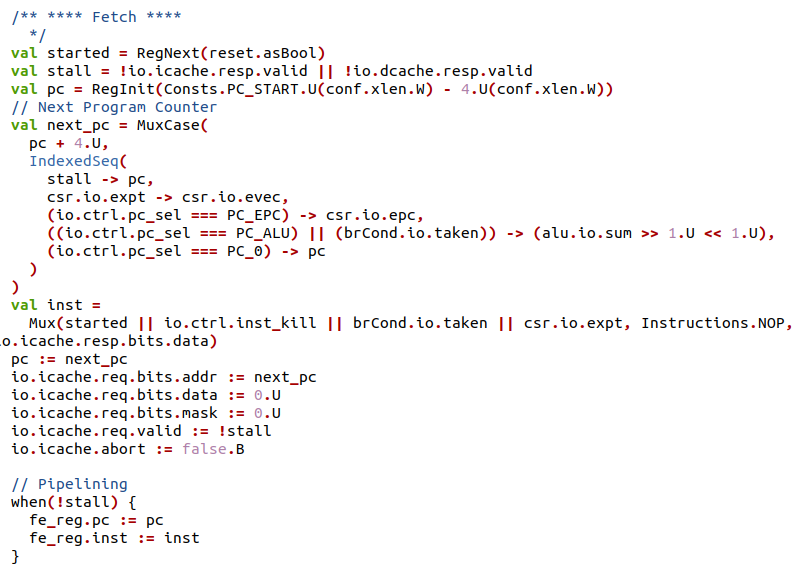 /** **** Fetch ****
  */
val started = RegNext(reset.asBool)
val stall = !io.icache.resp.valid || !io.dcache.resp.valid
val pc = RegInit(Consts.PC_START.U(conf.xlen.W) - 4.U(conf.xlen.W))
// Next Program Counter
val next_pc = MuxCase(
  pc + 4.U,
  IndexedSeq(
    stall -> pc,
    csr.io.expt -> csr.io.evec,
    (io.ctrl.pc_sel === PC_EPC) -> csr.io.epc,
    ((io.ctrl.pc_sel === PC_ALU) || (brCond.io.taken)) -> (alu.io.sum >> 1.U << 1.U),
    (io.ctrl.pc_sel === PC_0) -> pc
  )
)
val inst =
  Mux(started || io.ctrl.inst_kill || brCond.io.taken || csr.io.expt, Instructions.NOP,
o.icache.resp.bits.data)
pc := next_pc
io.icache.req.bits.addr := next_pc
io.icache.req.bits.data := 0.U
io.icache.req.bits.mask := 0.U
io.icache.req.valid := !stall
io.icache.abort := false.B

// Pipelining
when(!stall) {
  fe_reg.pc := pc
  fe_reg.inst := inst
}